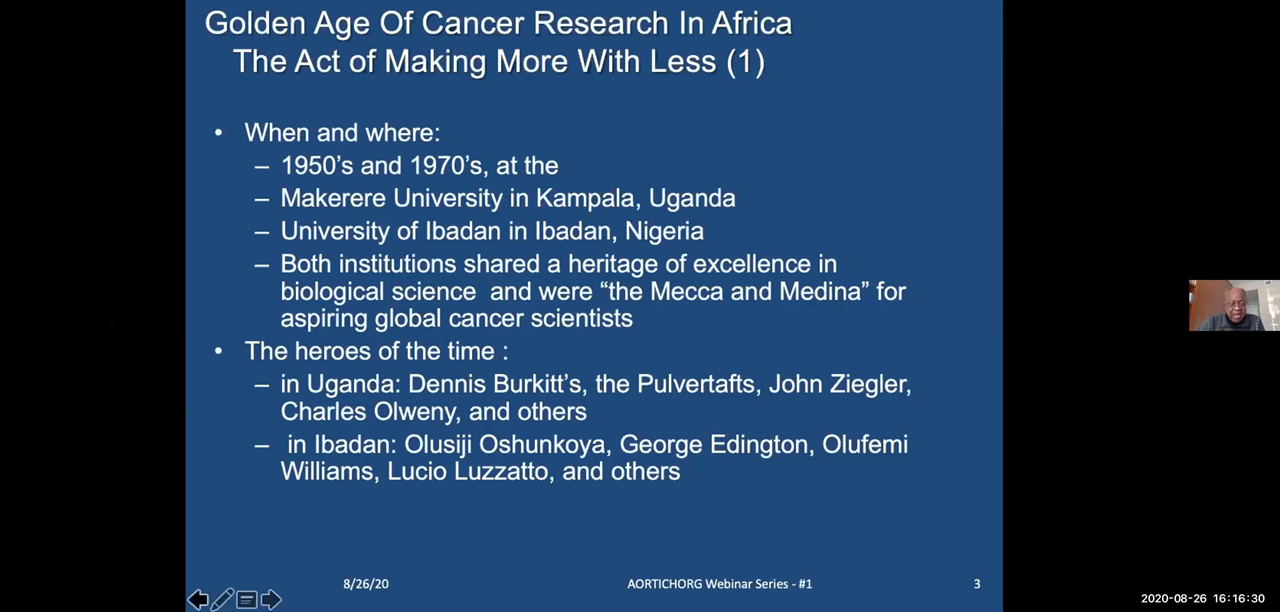 Golden Age Of Cancer Research In Africa
The Act of Making More With Less (1)
• When and where:
– 1950’s and 1970’s, at the
– Makerere University in Kampala, Uganda
– University of Ibadan in Ibadan, Nigeria
– Both institutions shared a heritage of excellence in
biological science and were “the Mecca and Medina” for
aspiring global cancer scientists
• The heroes of the time :
– in Uganda: Dennis Burkitt’s, the Pulvertafts, John Ziegler,
Charles Olweny, and others
– in Ibadan: Olusiji Oshunkoya, George Edington, Olufemi
Williams, Lucio Luzzatto, and others
8/26/20
AORTICHORG Webinar Series - #1
3
2020-08-26 16:16:30